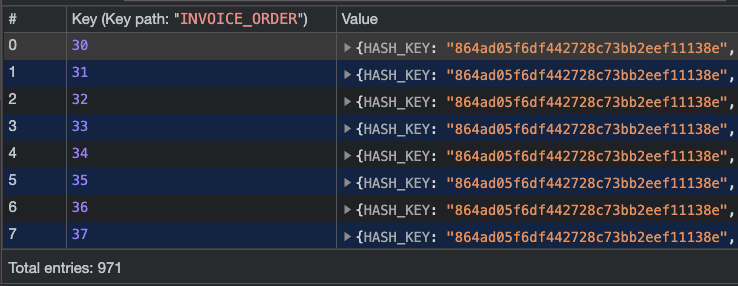 # Key (Key path: "INVOICE_ORDER") Value
0 30 ▶{HASH_KEY: "864ad05f6df442728c73bb2eef11138e",
1 31 ▶{HASH_KEY: "864ad05f6df442728c73bb2eef11138e",
2 32 ▶{HASH_KEY: "864ad05f6df442728c73bb2eef11138e",
3 33 ▶{HASH_KEY: "864ad05f6df442728c73bb2eef11138e",
4 34 ▶{HASH_KEY: "864ad05f6df442728c73bb2eef11138e",
5 35 ▶{HASH_KEY: "864ad05f6df442728c73bb2eef11138e",
6 36 ▶{HASH_KEY: "864ad05f6df442728c73bb2eef11138e",
7 37 ▶{HASH_KEY: "864ad05f6df442728c73bb2eef11138e",
Total entries: 971